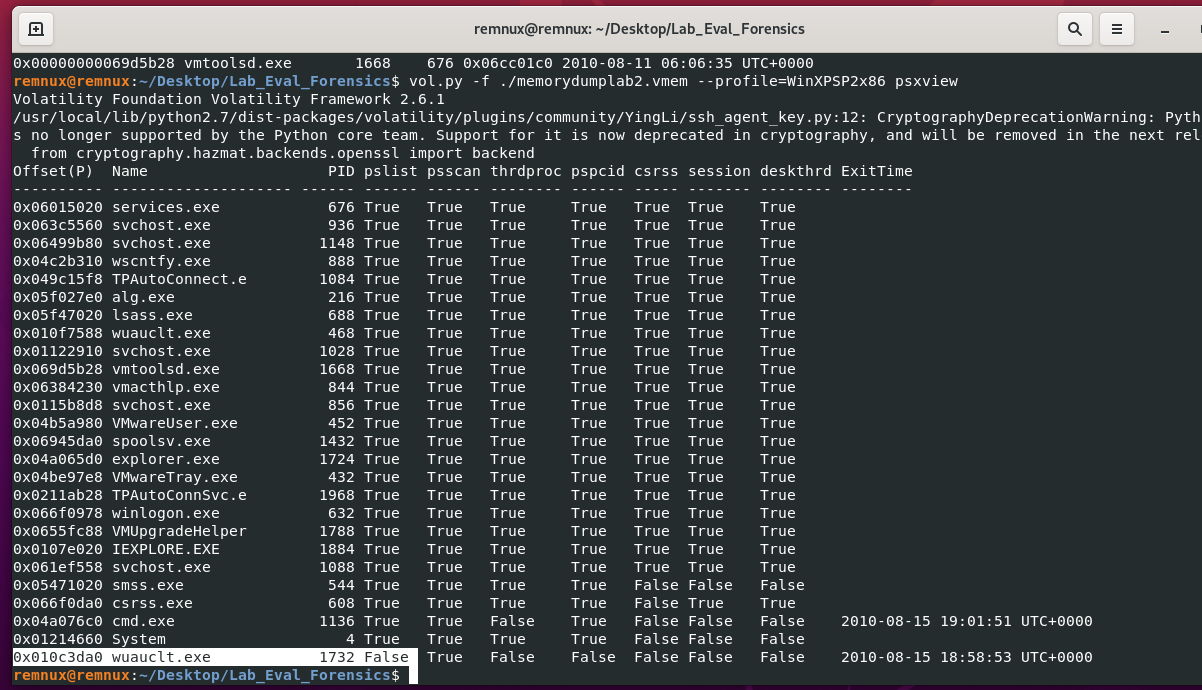 remnux@remnux: ~/Desktop/Lab_Eval_Forensics
0x00000000069d5b28 vmtoolsd.exe       1668    676 0x06cc01c0 2010-08-11 06:06:35 UTC+0000
remnux@remnux:~/Desktop/Lab_Eval_Forensics$ vol.py -f ./memorydumplab2.vmem --profile=WinXPSP2x86 psxview
Volatility Foundation Volatility Framework 2.6.1
/usr/local/lib/python2.7/dist-packages/volatility/plugins/community/YingLi/ssh_agent_key.py:12: CryptographyDeprecationWarning: Pyth
s no longer supported by the Python core team. Support for it is now deprecated in cryptography, and will be removed in the next rel
  from cryptography.hazmat.backends.openssl import backend
Offset(P)  Name                    PID pslist psscan thrdproc pspcid csrss session deskthrd ExitTime
---------- -------------------- ------ ------ ------ -------- ------ ----- ------- -------- --------
0x06015020 services.exe            676 True   True   True     True   True  True    True
0x063c5560 svchost.exe             936 True   True   True     True   True  True    True
0x06499b80 svchost.exe            1148 True   True   True     True   True  True    True
0x04c2b310 wscntfy.exe             888 True   True   True     True   True  True    True
0x049c15f8 TPAutoConnect.e        1084 True   True   True     True   True  True    True
0x05f027e0 alg.exe                 216 True   True   True     True   True  True    True
0x05f47020 lsass.exe               688 True   True   True     True   True  True    True
0x010f7588 wuauclt.exe             468 True   True   True     True   True  True    True
0x01122910 svchost.exe            1028 True   True   True     True   True  True    True
0x069d5b28 vmtoolsd.exe           1668 True   True   True     True   True  True    True
0x06384230 vmacthlp.exe            844 True   True   True     True   True  True    True
0x0115b8d8 svchost.exe             856 True   True   True     True   True  True    True
0x04b5a980 VMwareUser.exe          452 True   True   True     True   True  True    True
0x06945da0 spoolsv.exe            1432 True   True   True     True   True  True    True
0x04a065d0 explorer.exe           1724 True   True   True     True   True  True    True
0x04be97e8 VMwareTray.exe          432 True   True   True     True   True  True    True
0x0211ab28 TPAutoConnSvc.e        1968 True   True   True     True   True  True    True
0x066f0978 winlogon.exe            632 True   True   True     True   True  True    True
0x0655fc88 VMUpgradeHelper        1788 True   True   True     True   True  True    True
0x0107e020 IEXPLORE.EXE           1884 True   True   True     True   True  True    True
0x061ef558 svchost.exe            1088 True   True   True     True   True  True    True
0x05471020 smss.exe                544 True   True   True     True   False False   False
0x066f0da0 csrss.exe               608 True   True   True     True   False True    True
0x04a076c0 cmd.exe                1136 True   True   False    True   False False   False    2010-08-15 19:01:51 UTC+0000
0x01214660 System                    4 True   True   True     True   False False   False
0x010c3da0 wuauclt.exe            1732 False  True   False    False  False False   False    2010-08-15 18:58:53 UTC+0000
remnux@remnux:~/Desktop/Lab_Eval_Forensics$